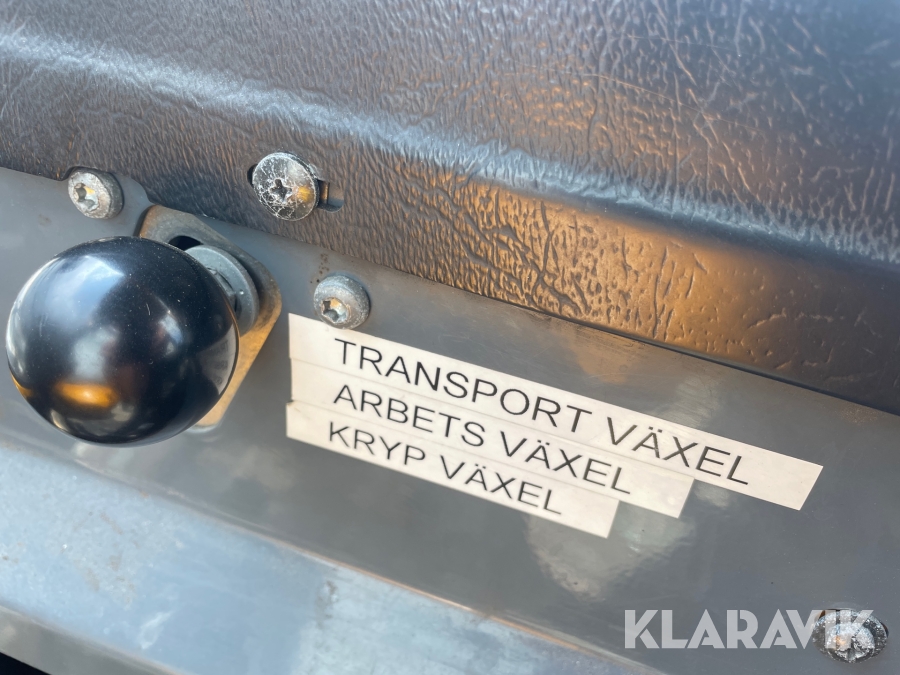 TRANSPORT VÄXEL
ARBETS VÄXEL
KRYP VÄXEL
KLARAVIK